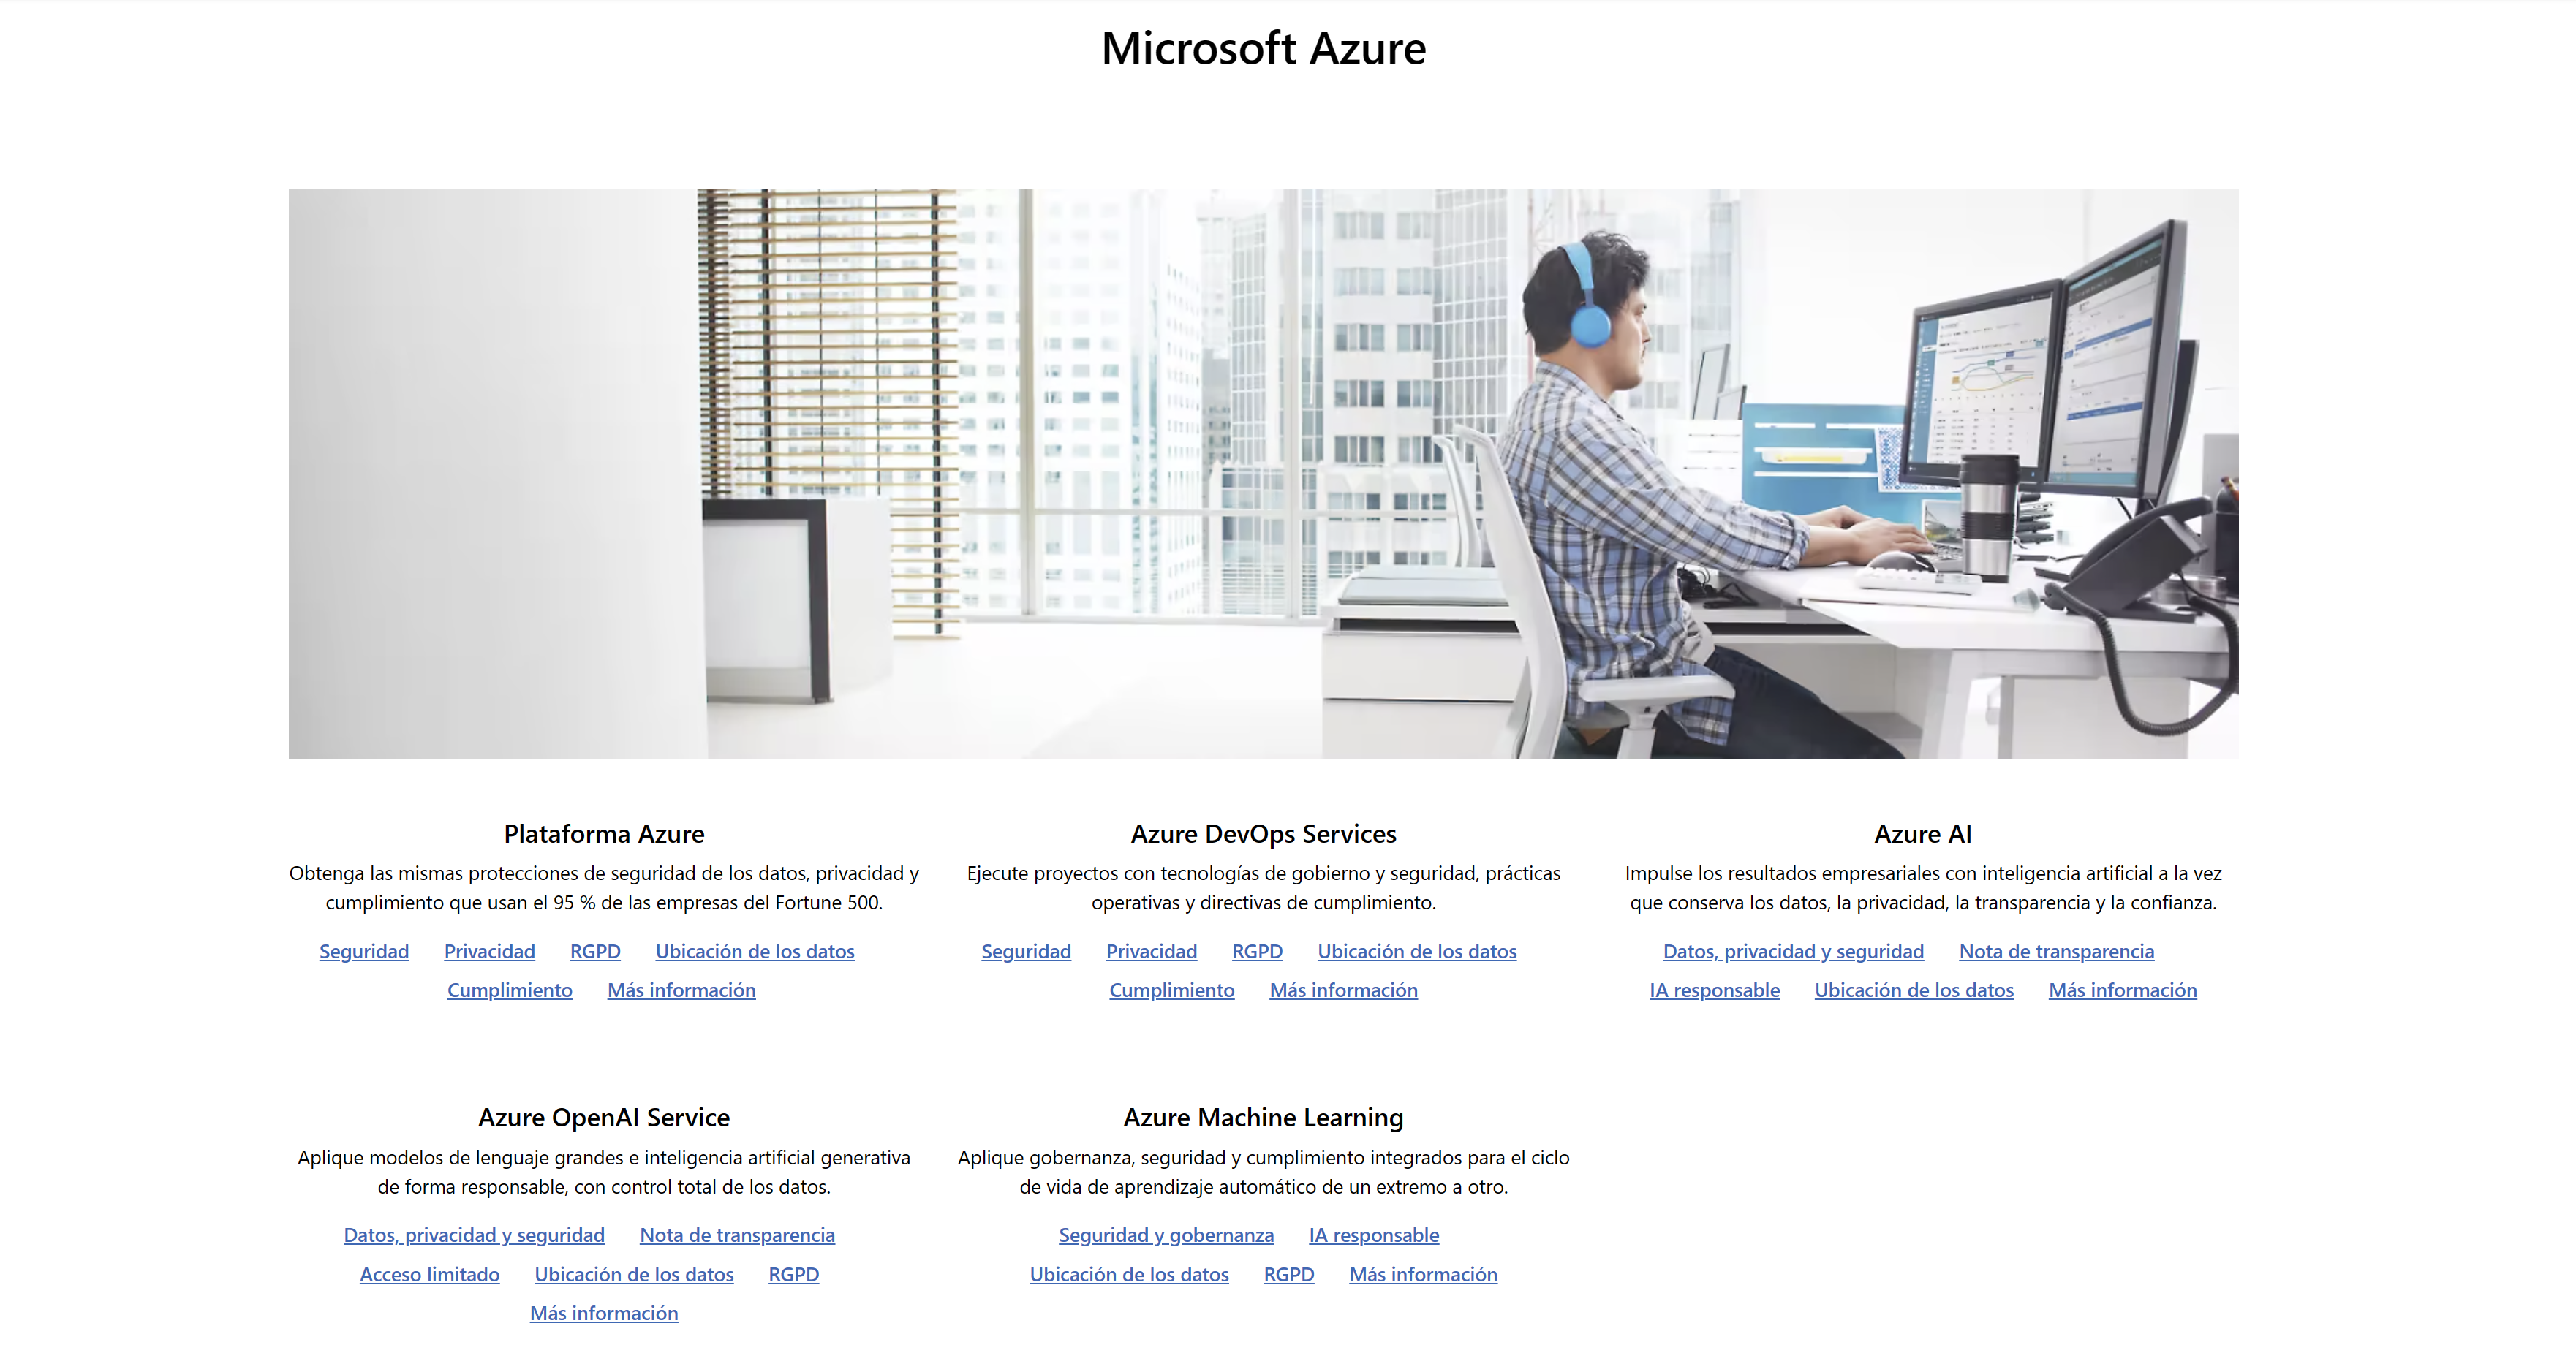 Microsoft Azure
Plataforma Azure
Obtenga las mismas protecciones de seguridad de los datos, privacidad y
cumplimiento que usan el 95 % de las empresas del Fortune 500.
Seguridad Privacidad RGPD Ubicación de los datos
Cumplimiento Más información
Azure DevOps Services
Ejecute proyectos con tecnologías de gobierno y seguridad, prácticas
operativas y directivas de cumplimiento.
Seguridad Privacidad RGPD Ubicación de los datos
Cumplimiento Más información
Azure AI
Impulse los resultados empresariales con inteligencia artificial a la vez
que conserva los datos, la privacidad, la transparencia y la confianza.
Datos, privacidad y seguridad Nota de transparencia
IA responsable Ubicación de los datos Más información
Azure OpenAI Service
Aplique modelos de lenguaje grandes e inteligencia artificial generativa
de forma responsable, con control total de los datos.
Datos, privacidad y seguridad Nota de transparencia
Acceso limitado Ubicación de los datos RGPD
Más información
Azure Machine Learning
Aplique gobernanza, seguridad y cumplimiento integrados para el ciclo
de vida de aprendizaje automático de un extremo a otro.
Seguridad y gobernanza IA responsable
Ubicación de los datos RGPD Más información